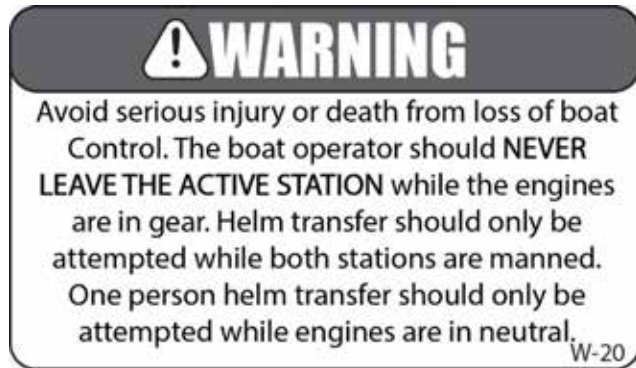 WARNING
Avoid serious injury or death from loss of boat
Control. The boat operator should NEVER
LEAVE THE ACTIVE STATION while the engines
are in gear. Helm transfer should only be
attempted while both stations are manned.
One person helm transfer should only be
attempted while engines are in neutral.
W-20